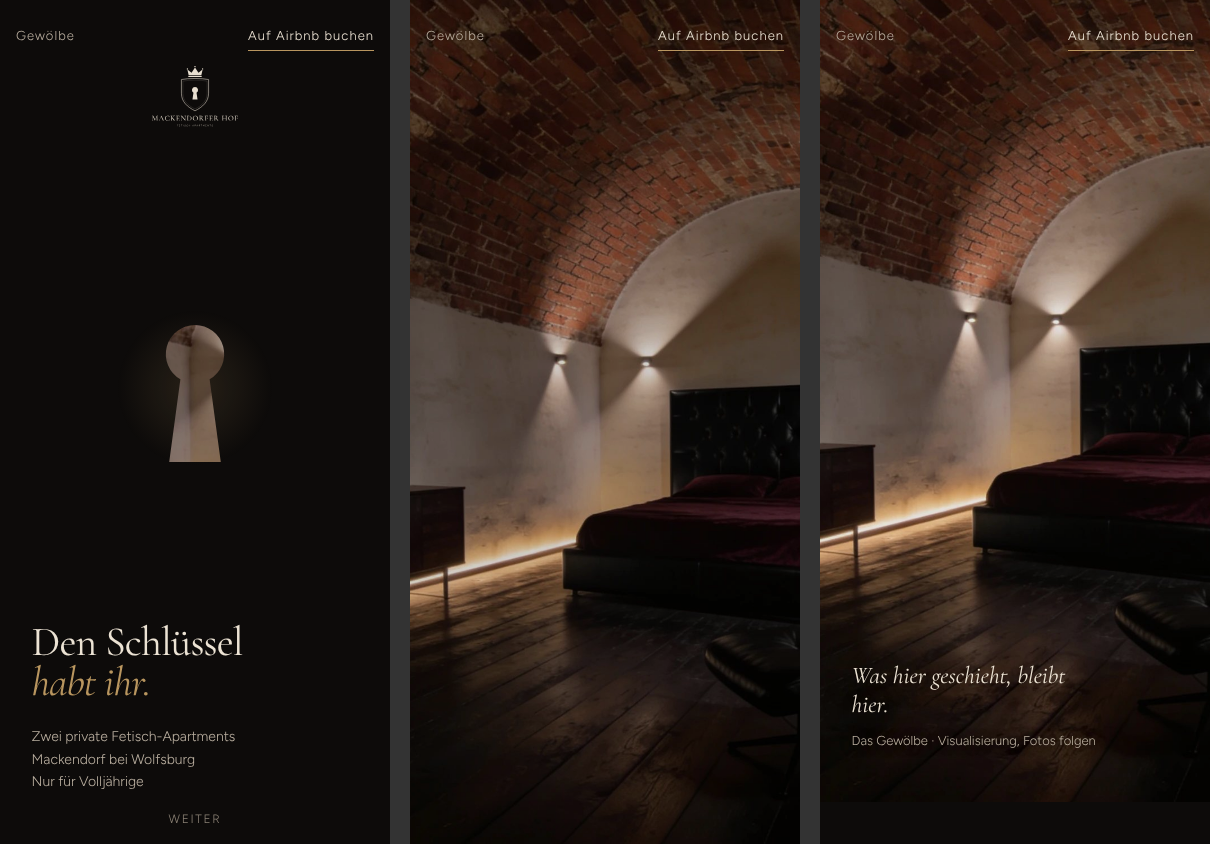 Gewölbe
Auf Airbnb buchen
MACKENDORFER HOF
Den Schlüssel
habt ihr.
Zwei private Fetisch-Apartments
Mackendorf bei Wolfsburg
Nur für Volljährige
WEITER
Gewölbe
Auf Airbnb buchen
Gewölbe
Auf Airbnb buchen
Was hier geschieht, bleibt
hier.
Das Gewölbe · Visualisierung, Fotos folgen